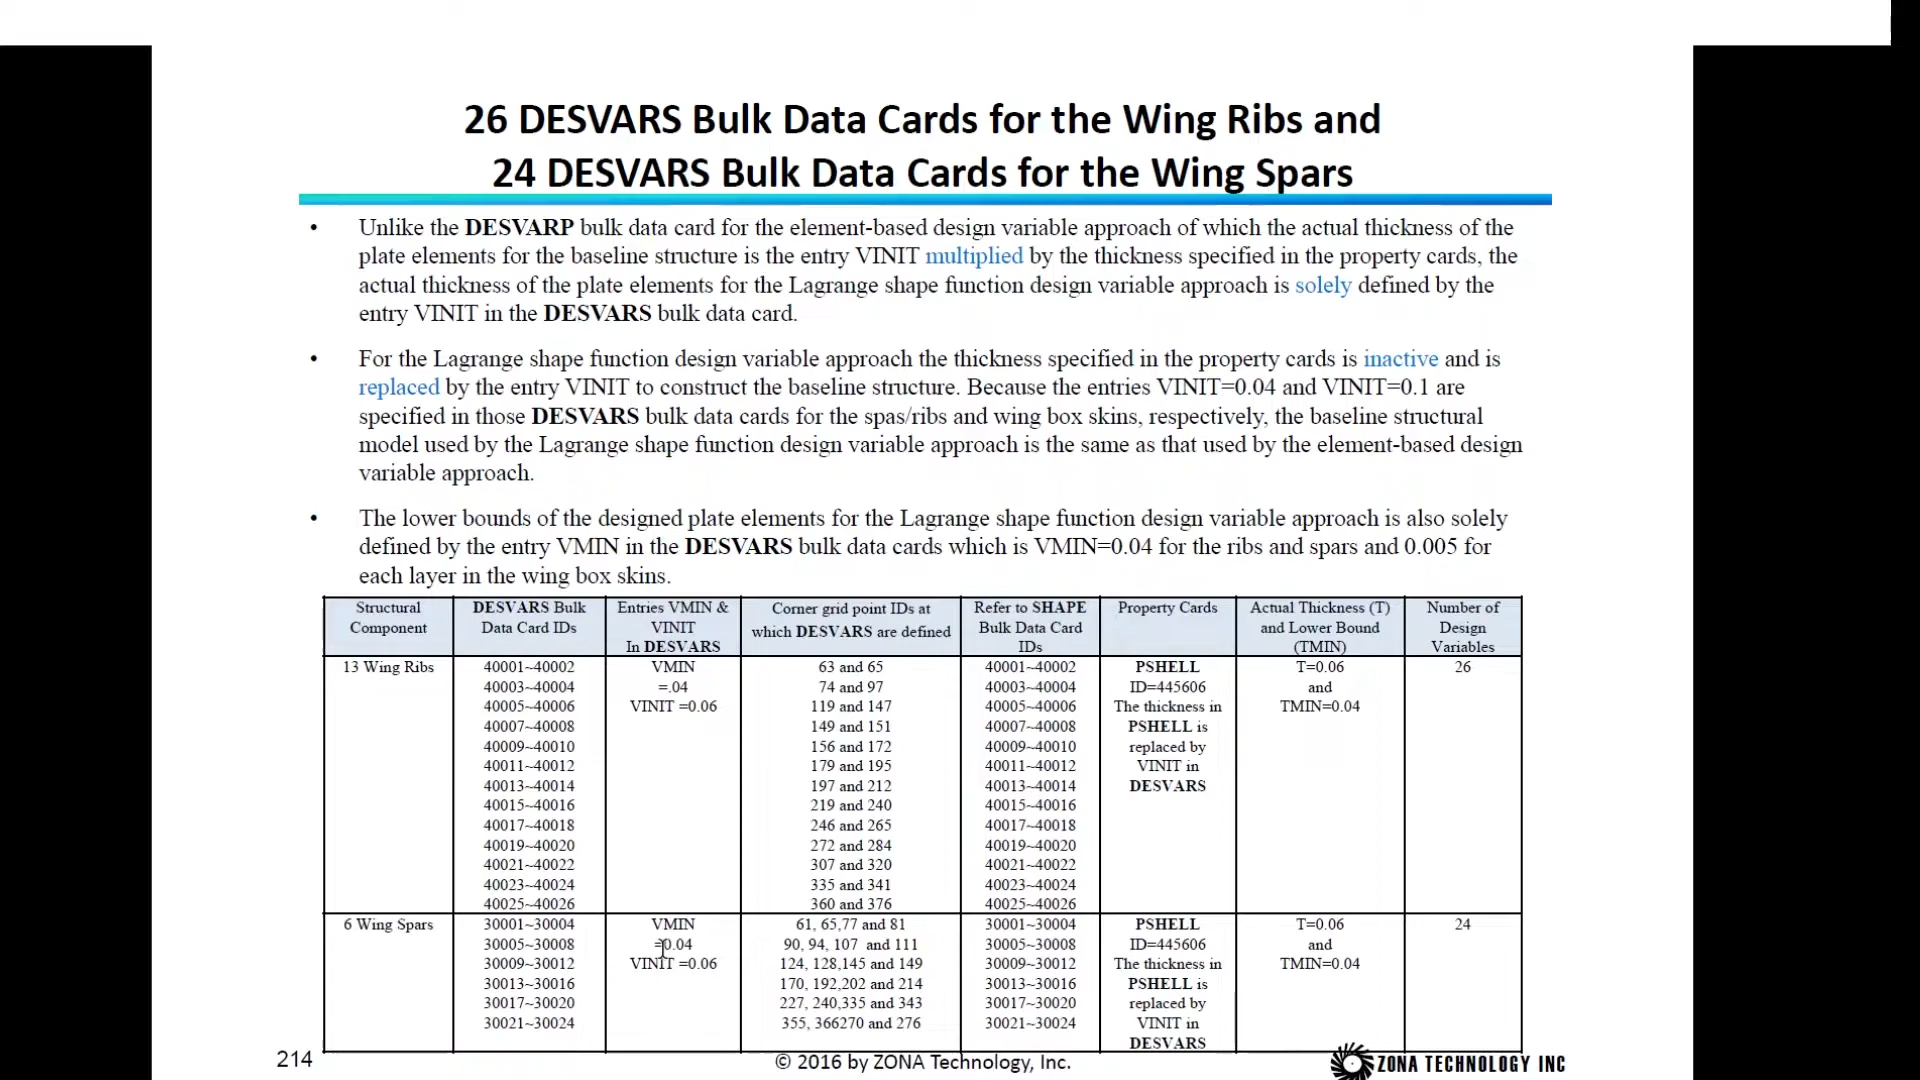 26 DESVARS Bulk Data Cards for the Wing Ribs and
24 DESVARS Bulk Data Cards for the Wing Spars
• Unlike the DESVARP bulk data card for the element-based design variable approach of which the actual thickness of the
plate elements for the baseline structure is the entry VINIT multiplied by the thickness specified in the property cards, the
actual thickness of the plate elements for the Lagrange shape function design variable approach is solely defined by the
entry VINIT in the DESVARS bulk data card.
• For the Lagrange shape function design variable approach the thickness specified in the property cards is inactive and is
replaced by the entry VINIT to construct the baseline structure. Because the entries VINIT=0.04 and VINIT=0.1 are
specified in those DESVARS bulk data cards for the spas/ribs and wing box skins, respectively, the baseline structural
model used by the Lagrange shape function design variable approach is the same as that used by the element-based design
variable approach.
• The lower bounds of the designed plate elements for the Lagrange shape function design variable approach is also solely
defined by the entry VMIN in the DESVARS bulk data cards which is VMIN=0.04 for the ribs and spars and 0.005 for
each layer in the wing box skins.
Structural Component | DESVARS Bulk Data Card IDs | Entries VMIN & VINIT In DESVARS | Corner grid point IDs at which DESVARS are defined | Refer to SHAPE Bulk Data Card IDs | Property Cards | Actual Thickness (T) and Lower Bound (TMIN) | Number of Design Variables
13 Wing Ribs | 40001~40002 | VMIN | 63 and 65 | 40001~40002 | PSHELL | T=0.06 | 26
40003~40004 | =.04 | 74 and 97 | 40003~40004 | ID=445606 | and
40005~40006 | VINIT =0.06 | 119 and 147 | 40005~40006 | The thickness in | TMIN=0.04
40007~40008 | 149 and 151 | 40007~40008 | PSHELL is
40009~40010 | 156 and 172 | 40009~40010 | replaced by
40011~40012 | 179 and 195 | 40011~40012 | VINIT in
40013~40014 | 197 and 212 | 40013~40014 | DESVARS
40015~40016 | 219 and 240 | 40015~40016
40017~40018 | 246 and 265 | 40017~40018
40019~40020 | 272 and 284 | 40019~40020
40021~40022 | 307 and 320 | 40021~40022
40023~40024 | 335 and 341 | 40023~40024
40025~40026 | 360 and 376 | 40025~40026
6 Wing Spars | 30001~30004 | VMIN | 61, 65,77 and 81 | 30001~30004 | PSHELL | T=0.06 | 24
30005~30008 | =0.04 | 90, 94, 107 and 111 | 30005~30008 | ID=445606 | and
30009~30012 | VINIT =0.06 | 124, 128,145 and 149 | 30009~30012 | The thickness in | TMIN=0.04
30013~30016 | 170, 192,202 and 214 | 30013~30016 | PSHELL is
30017~30020 | 227, 240,335 and 343 | 30017~30020 | replaced by
30021~30024 | 355, 366270 and 276 | 30021~30024 | VINIT in
DESVARS
214
© 2016 by ZONA Technology, Inc.
ZONA TECHNOLOGY INC